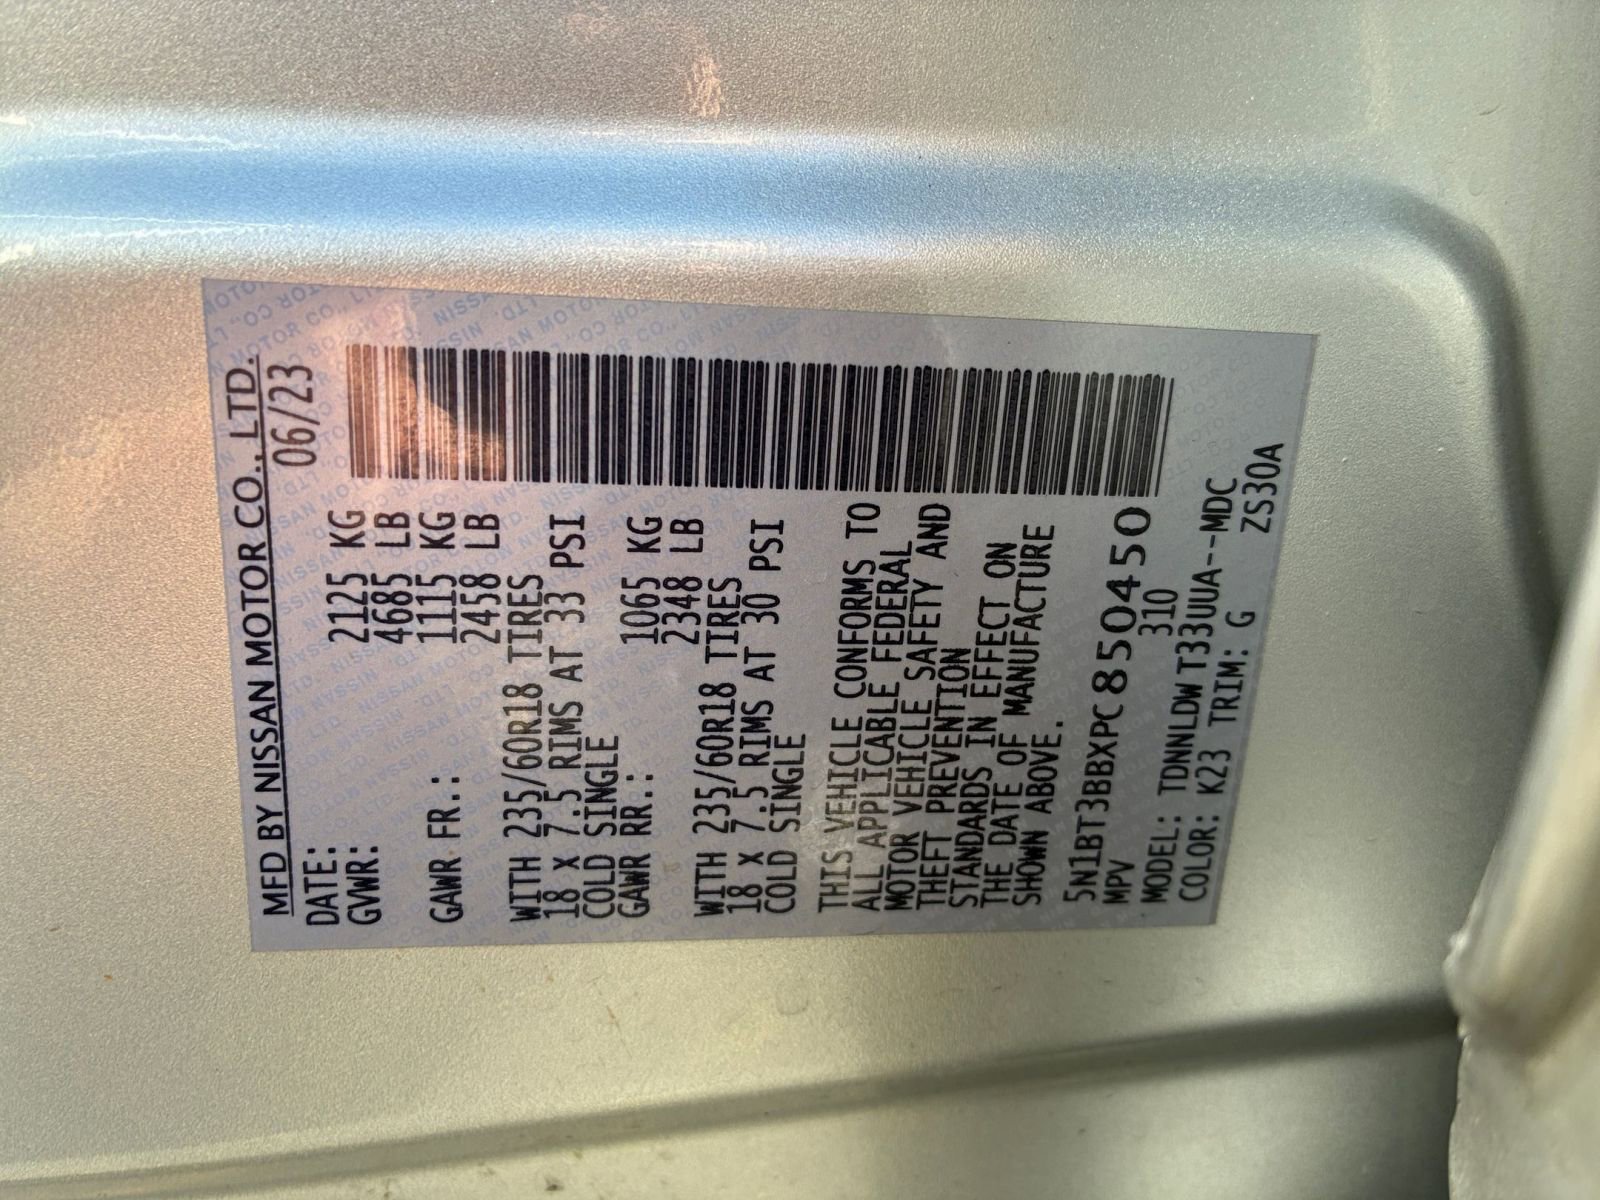 MFD BY NISSAN MOTOR CO., LTD.
DATE: 06/23
GVWR: 2125 KG
4685 LB
GAWR FR.: 1115 KG
2458 LB
WITH 235/60R18 TIRES
18 X 7.5 RIMS AT 33 PSI
COLD SINGLE
GAWR RR.: 1065 KG
2348 LB
WITH 235/60R18 TIRES
18 X 7.5 RIMS AT 30 PSI
COLD SINGLE
THIS VEHICLE CONFORMS TO
ALL APPLICABLE FEDERAL
MOTOR VEHICLE SAFETY AND
THEFT PREVENTION
STANDARDS IN EFFECT ON
THE DATE OF MANUFACTURE
SHOWN ABOVE.
5N1BT3BBXPC850450
MPV 310
MODEL: TDNNLDWT33UUA--MDC
COLOR: K23 TRIM: G ZS30A